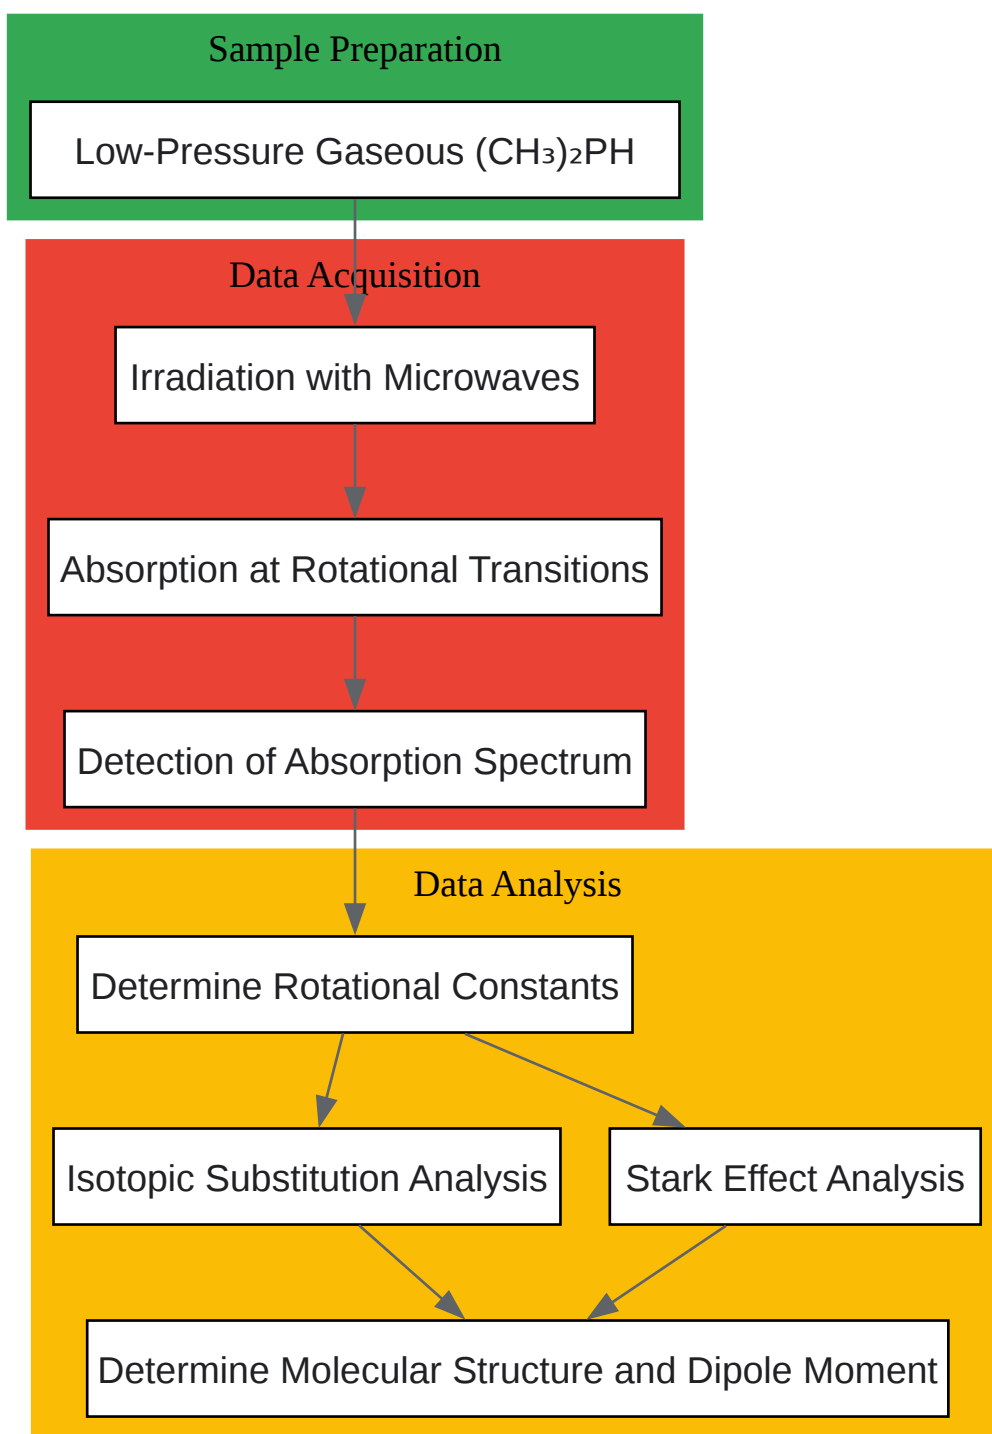 Sample Preparation
Low-Pressure Gaseous (CH₃)₂PH
Data Acquisition
Irradiation with Microwaves
Absorption at Rotational Transitions
Detection of Absorption Spectrum
Data Analysis
Determine Rotational Constants
Isotopic Substitution Analysis
Stark Effect Analysis
Determine Molecular Structure and Dipole Moment